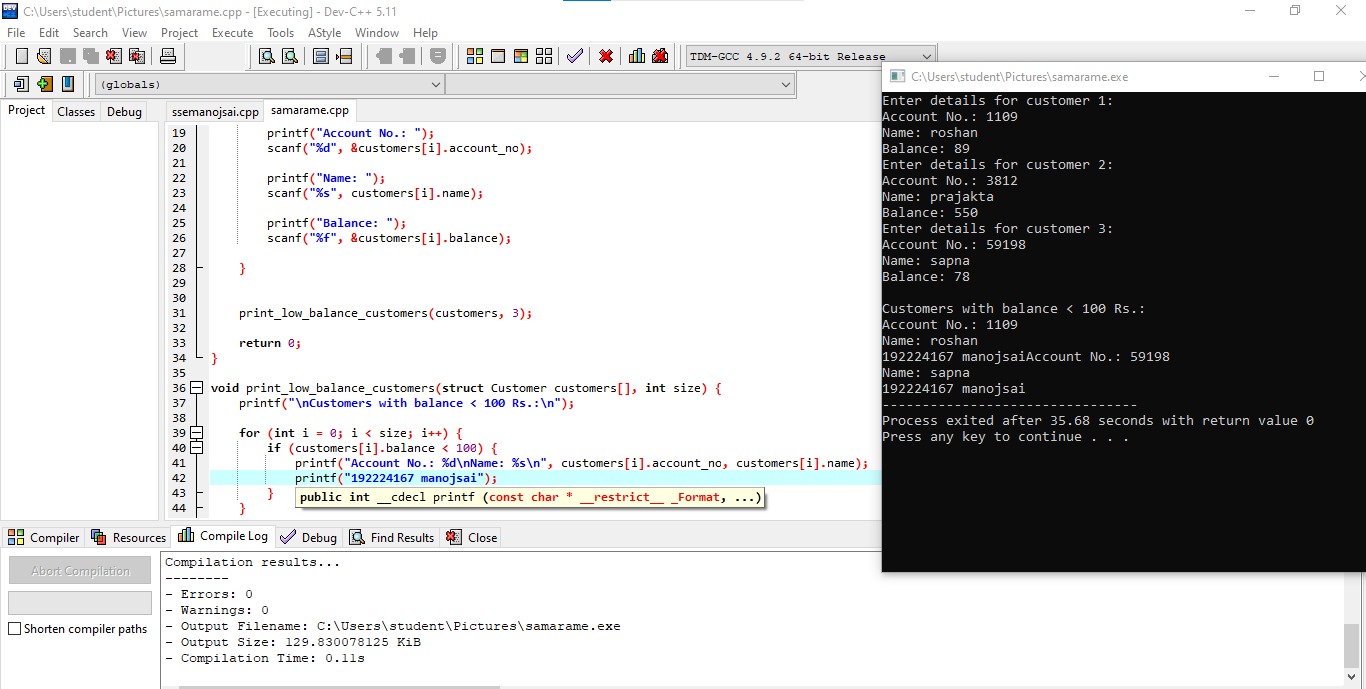 C:\Users\student\Pictures\samarame.cpp - [Executing] - Dev-C++ 5.11
File Edit Search View Project Execute Tools AStyle Window Help
TDM-GCC 4.9.2 64-bit Release
(globals)
Project Classes Debug
ssemanojsai.cpp samarame.cpp
19 printf("Account No.: ");
20 scanf("%d", &customers[i].account_no);
21
22 printf("Name: ");
23 scanf("%s", customers[i].name);
24
25 printf("Balance: ");
26 scanf("%f", &customers[i].balance);
27
28 }
29
30
31 print_low_balance_customers(customers, 3);
32
33 return 0;
34 }
35
36 void print_low_balance_customers(struct Customer customers[], int size) {
37 printf("\nCustomers with balance < 100 Rs.:\n");
38
39 for (int i = 0; i < size; i++) {
40 if (customers[i].balance < 100) {
41 printf("Account No.: %d\nName: %s\n", customers[i].account_no, customers[i].name);
42 printf("192224167 manojsai");
43 }
public int __cdecl printf (const char * __restrict__ _Format, ...)
44 }
C:\Users\student\Pictures\samarame.exe
Enter details for customer 1:
Account No.: 1109
Name: roshan
Balance: 89
Enter details for customer 2:
Account No.: 3812
Name: prajakta
Balance: 550
Enter details for customer 3:
Account No.: 59198
Name: sapna
Balance: 78
Customers with balance < 100 Rs.:
Account No.: 1109
Name: roshan
192224167 manojsaiAccount No.: 59198
Name: sapna
192224167 manojsai
--------------------------------
Process exited after 35.68 seconds with return value 0
Press any key to continue . . .
Compiler Resources Compile Log Debug Find Results Close
Abort Compilation
Shorten compiler paths
Compilation results...
--------
- Errors: 0
- Warnings: 0
- Output Filename: C:\Users\student\Pictures\samarame.exe
- Output Size: 129.830078125 KiB
- Compilation Time: 0.11s